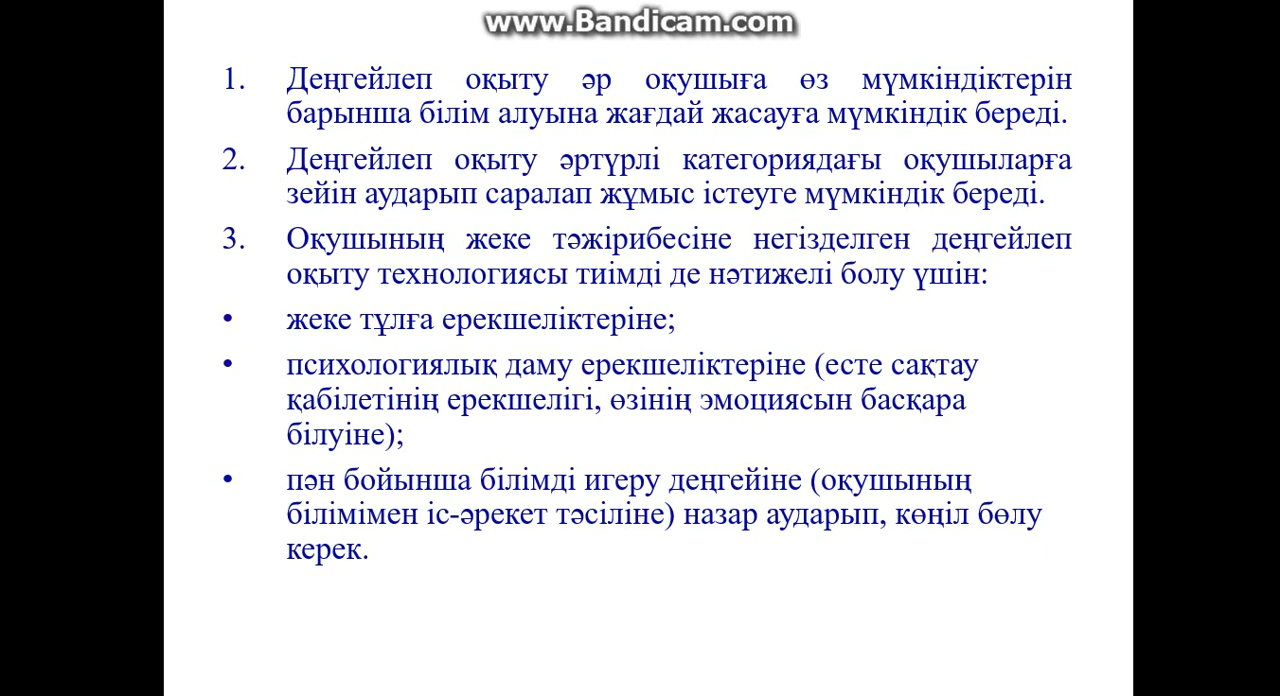 www.Bandicam.com
1. Деңгейлеп оқыту әр оқушыға өз мүмкіндіктерін
барынша білім алуына жағдай жасауға мүмкіндік береді.
2. Деңгейлеп оқыту әртүрлі категориядағы оқушыларға
зейін аударып саралап жұмыс істеуге мүмкіндік береді.
3. Оқушының жеке тәжірибесіне негізделген деңгейлеп
оқыту технологиясы тиімді де нәтижелі болу үшін:
• жеке тұлға ерекшеліктеріне;
• психологиялық даму ерекшеліктеріне (есте сақтау
қабілетінің ерекшелігі, өзінің эмоциясын басқара
білуіне);
• пән бойынша білімді игеру деңгейіне (оқушының
білімімен іс-әрекет тәсіліне) назар аударып, көңіл бөлу
керек.